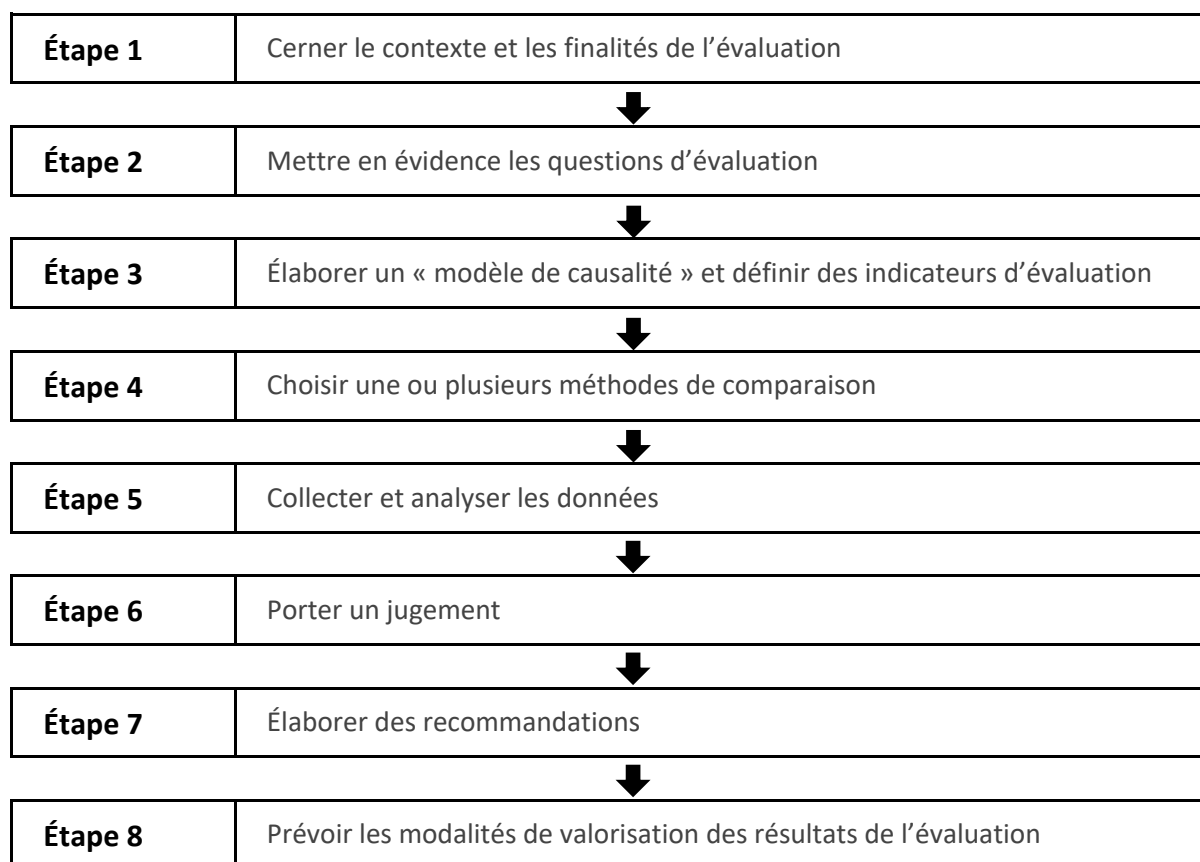 Étape 1 Cerner le contexte et les finalités de l’évaluation
Étape 2 Mettre en évidence les questions d’évaluation
Étape 3 Élaborer un « modèle de causalité » et définir des indicateurs d’évaluation
Étape 4 Choisir une ou plusieurs méthodes de comparaison
Étape 5 Collecter et analyser les données
Étape 6 Porter un jugement
Étape 7 Élaborer des recommandations
Étape 8 Prévoir les modalités de valorisation des résultats de l’évaluation